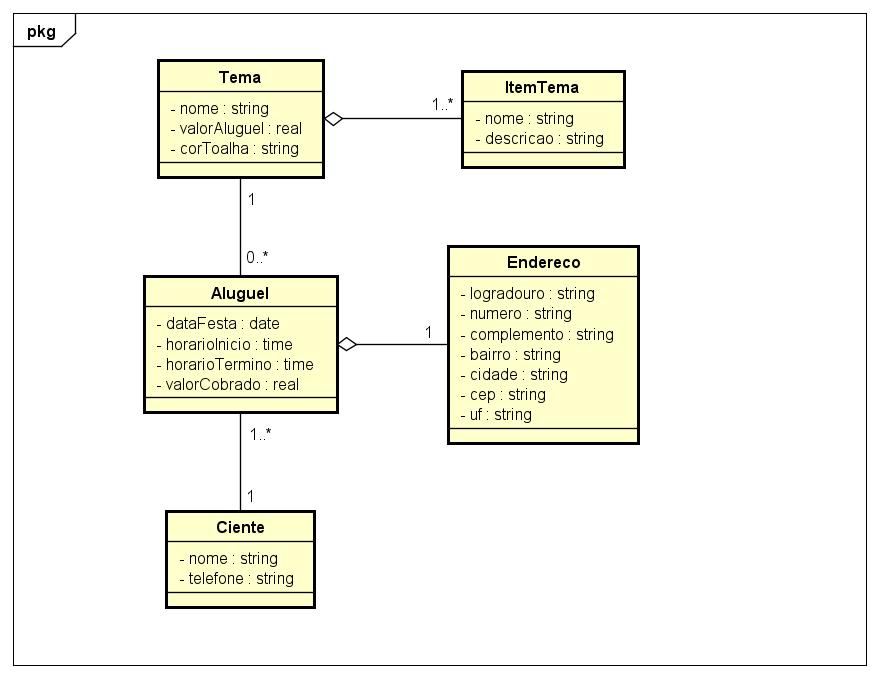 pkg
Tema
- nome : string
- valorAluguel : real
- corToalha : string
1..*
ItemTema
- nome : string
- descricao : string
1
0..*
Aluguel
- dataFesta : date
- horarioInicio : time
- horarioTermino : time
- valorCobrado : real
1
Endereco
- logradouro : string
- numero : string
- complemento : string
- bairro : string
- cidade : string
- cep : string
- uf : string
1..*
1
Ciente
- nome : string
- telefone : string